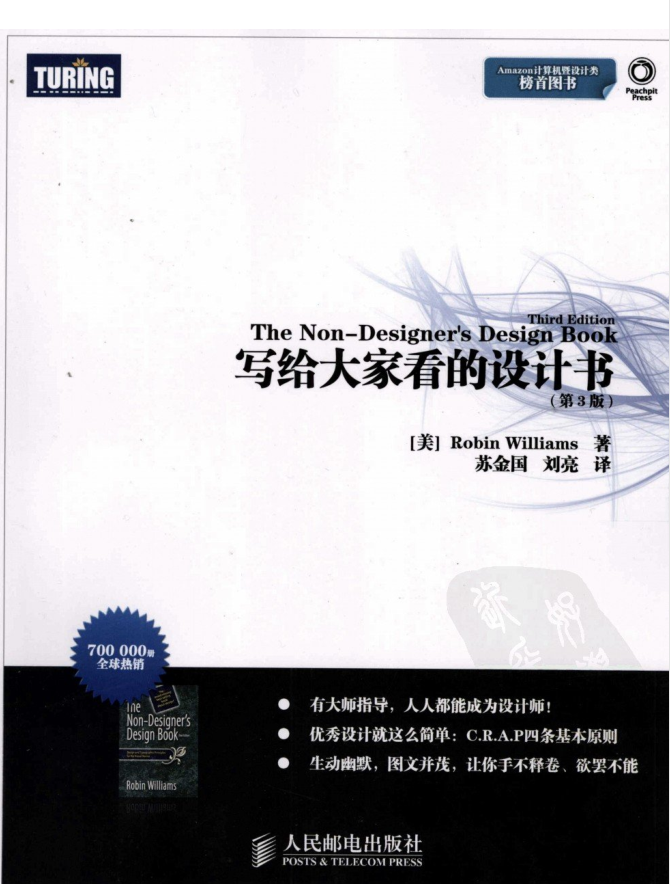 TURING
Amazon计算机暨设计类
榜首图书
Peachpit
Press
Third Edition
The Non-Designer's Design Book
写给大家看的设计书
（第3版）
[美] Robin Williams 著
苏金国 刘亮 译
700 000册
全球热销
The
Non-Designer's
Design Book
Robin Williams
有大师指导，人人都能成为设计师！
优秀设计就这么简单：C.R.A.P四条基本原则
生动幽默，图文并茂，让你手不释卷、欲罢不能
人民邮电出版社
POSTS & TELECOM PRESS